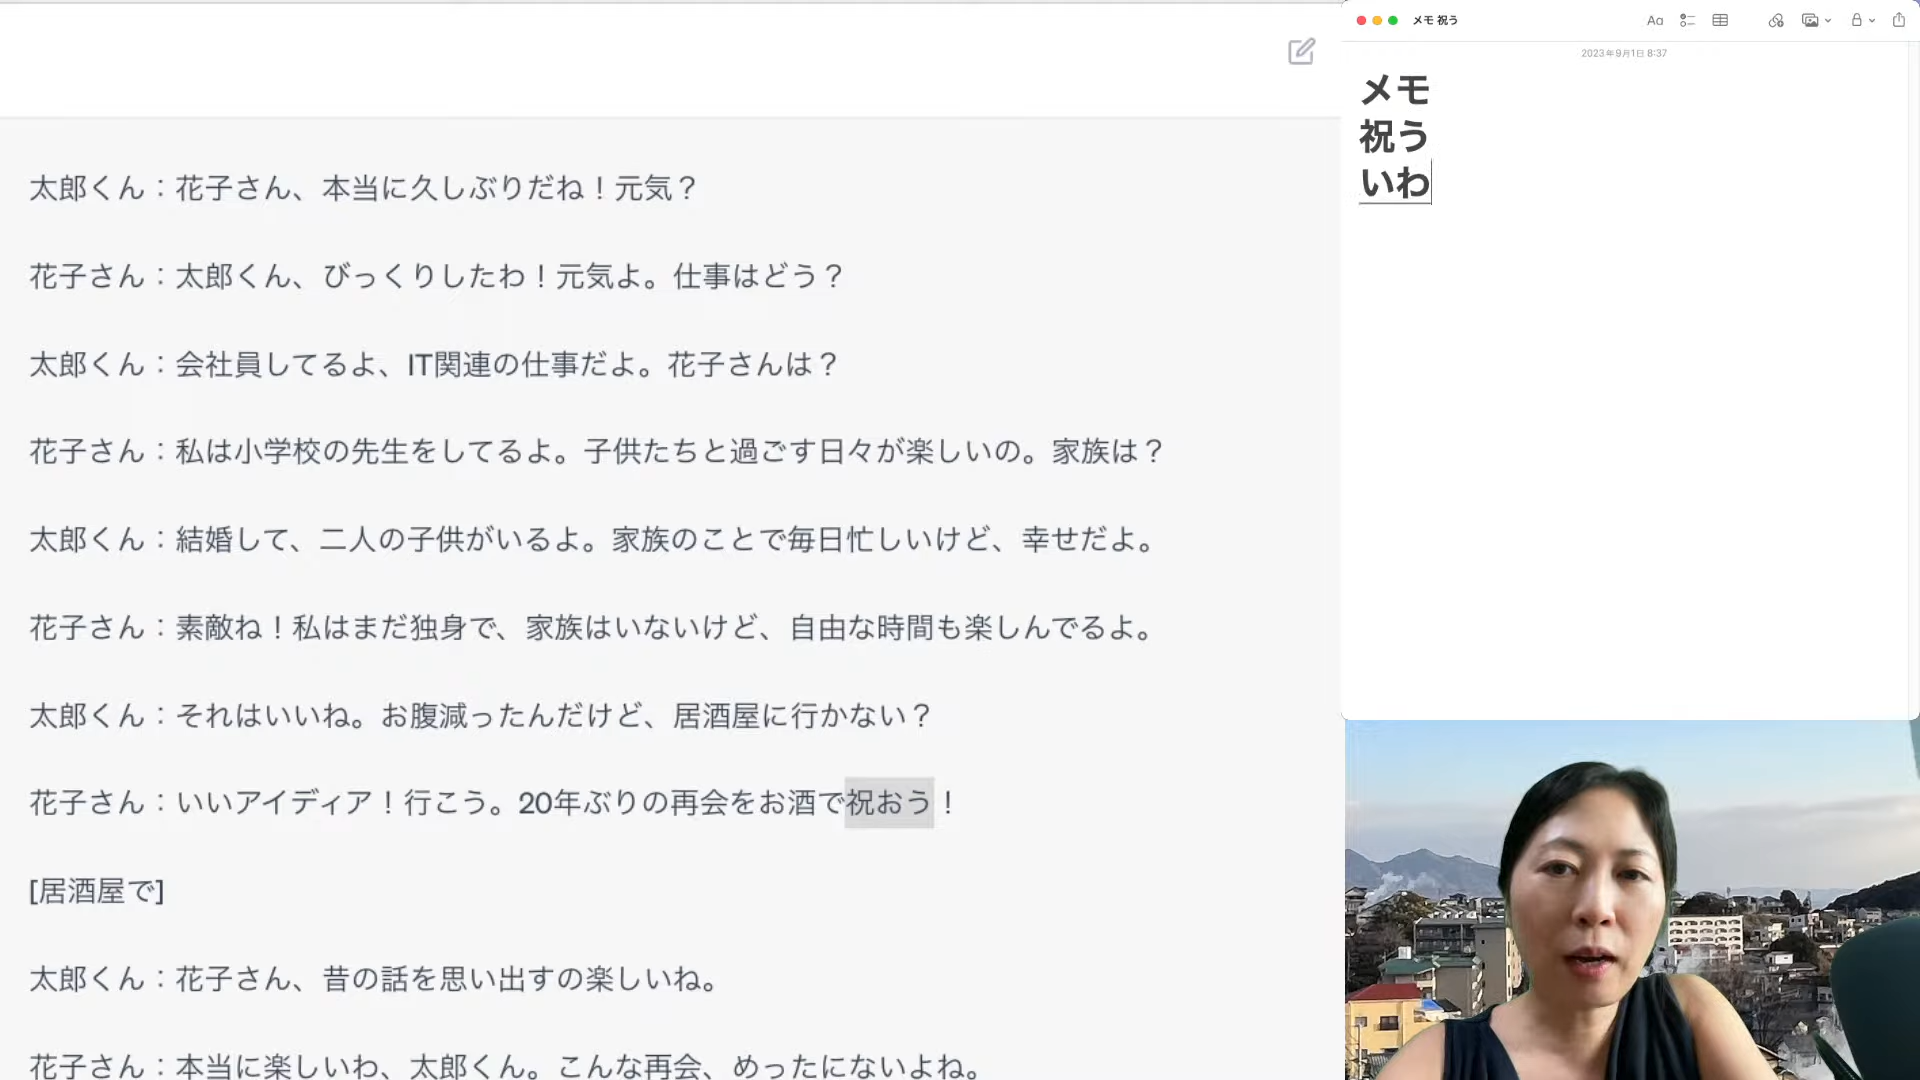 太郎くん：花子さん、本当に久しぶりだね！元気？
花子さん：太郎くん、びっくりしたわ！元気よ。仕事はどう？
太郎くん：会社員してるよ、IT関連の仕事だよ。花子さんは？
花子さん：私は小学校の先生をしてるよ。子供たちと過ごす日々が楽しいの。家族は？
太郎くん：結婚して、二人の子供がいるよ。家族のことで毎日忙しいけど、幸せだよ。
花子さん：素敵ね！私はまだ独身で、家族はいないけど、自由な時間も楽しんでるよ。
太郎くん：それはいいね。お腹減ったんだけど、居酒屋に行かない？
花子さん：いいアイディア！行こう。20年ぶりの再会をお酒で祝おう！
[居酒屋で]
太郎くん：花子さん、昔の話を思い出すの楽しいね。
花子さん：本当に楽しいわ、太郎くん。こんな再会、めったにないよね。
メモ 祝う
Aa
2023年9月1日 8:37
メモ
祝う
いわ